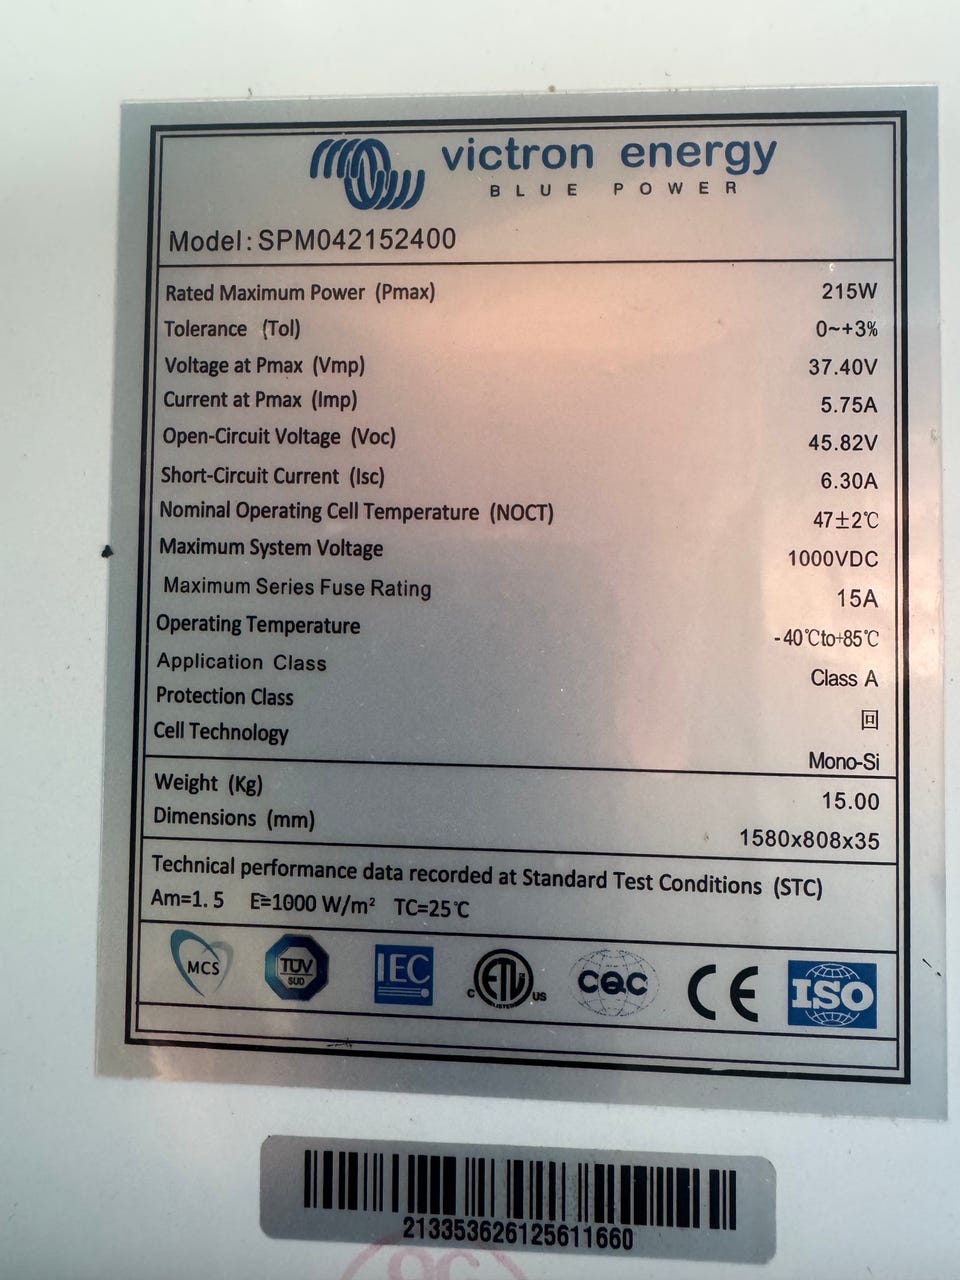 victron energy
BLUE POWER
Model: SPM042152400
Rated Maximum Power (Pmax) 215W
Tolerance (Tol) 0~+3%
Voltage at Pmax (Vmp) 37.40V
Current at Pmax (Imp) 5.75A
Open-Circuit Voltage (Voc) 45.82V
Short-Circuit Current (Isc) 6.30A
Nominal Operating Cell Temperature (NOCT) 47±2℃
Maximum System Voltage 1000VDC
Maximum Series Fuse Rating 15A
Operating Temperature -40℃to+85℃
Application Class Class A
Protection Class
Cell Technology Mono-Si
Weight (Kg) 15.00
Dimensions (mm) 1580x808x35
Technical performance data recorded at Standard Test Conditions (STC)
Am=1.5 E=1000 W/m² TC=25℃
MCS TÜV SUD IEC C ETL LISTED US CQC CE ISO
213353626125611660